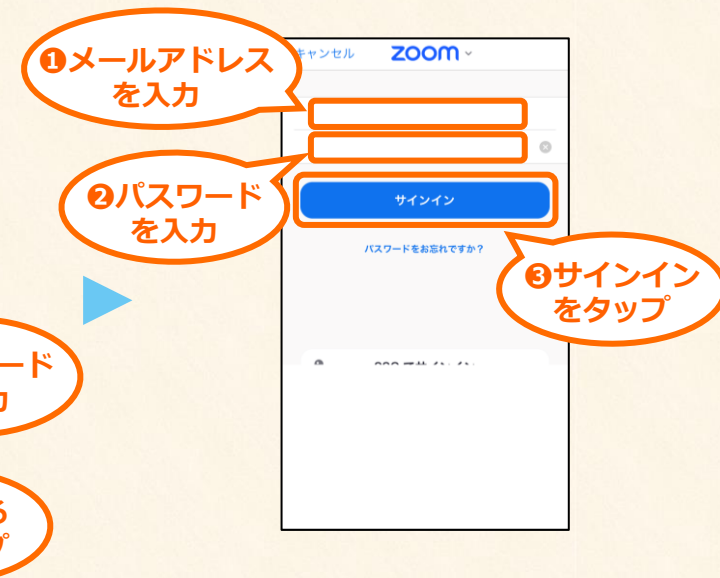 ❶メールアドレス
を入力
キャンセル zoom
❷パスワード
を入力
サインイン
パスワードをお忘れですか？
❸サインイン
をタップ
ード